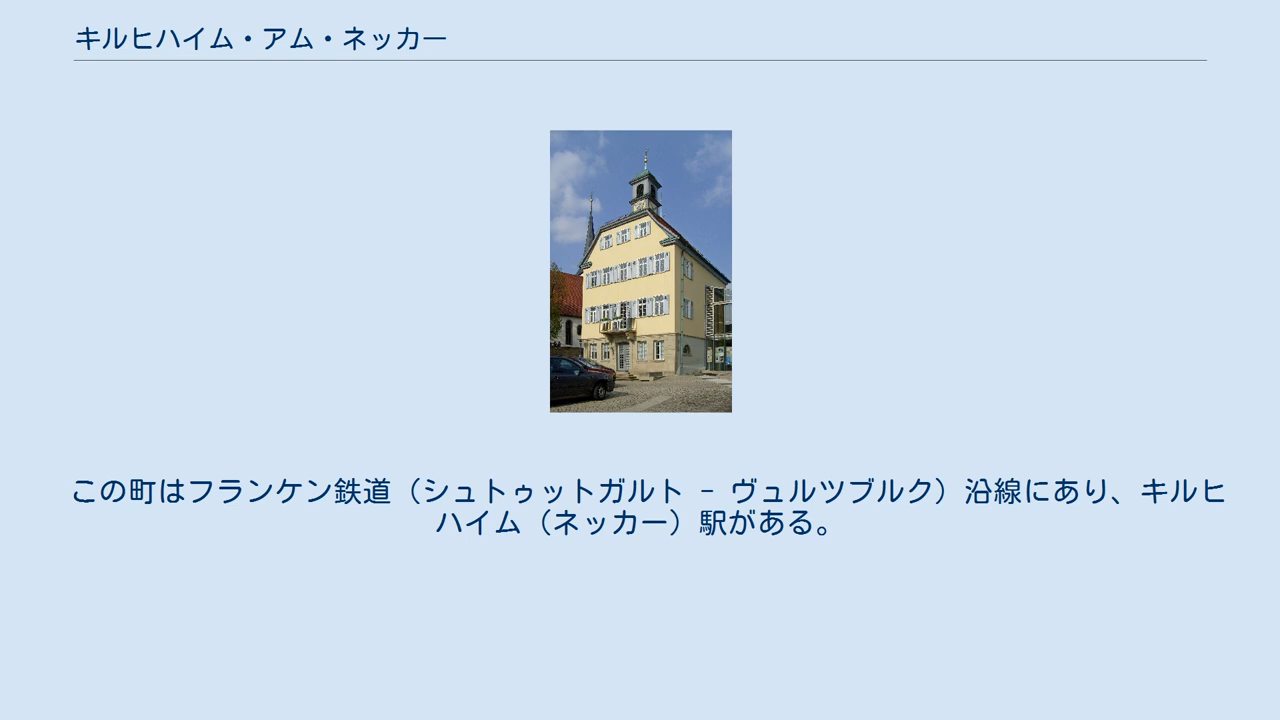 キルヒハイム・アム・ネッカー
この町はフランケン鉄道（シュトゥットガルト - ヴュルツブルク）沿線にあり、キルヒ
ハイム（ネッカー）駅がある。